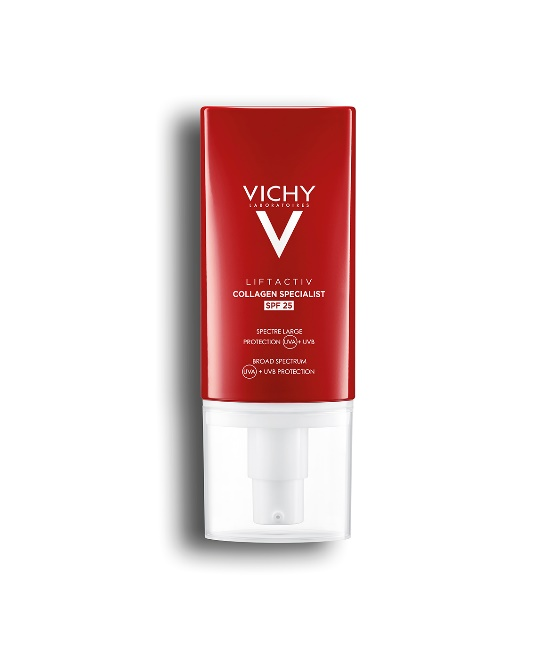 VICHY
LABORATOIRES
V
LIFTACTIV
COLLAGEN SPECIALIST
SPF 25
SPECTRE LARGE
PROTECTION UVA + UVB
BROAD SPECTRUM
UVA + UVB PROTECTION